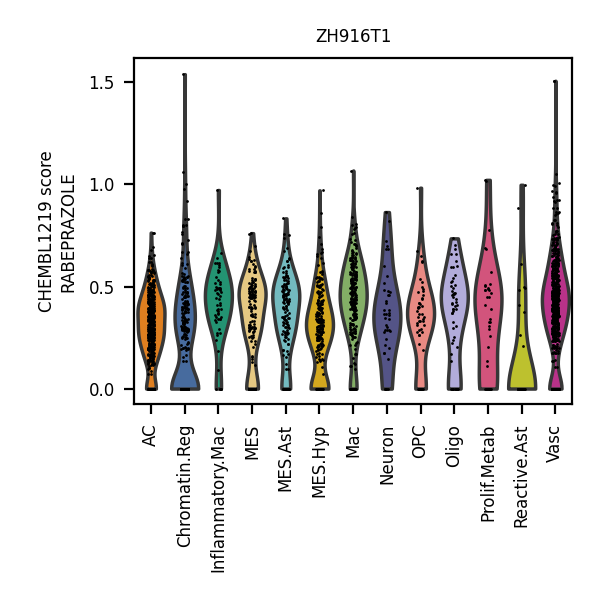 ZH916T1
CHEMBL1219 score
RABEPRAZOLE
1.5
1.0
0.5
0.0
AC
Chromatin.Reg
Inflammatory.Mac
MES
MES.Ast
MES.Hyp
Mac
Neuron
OPC
Oligo
Prolif.Metab
Reactive.Ast
Vasc